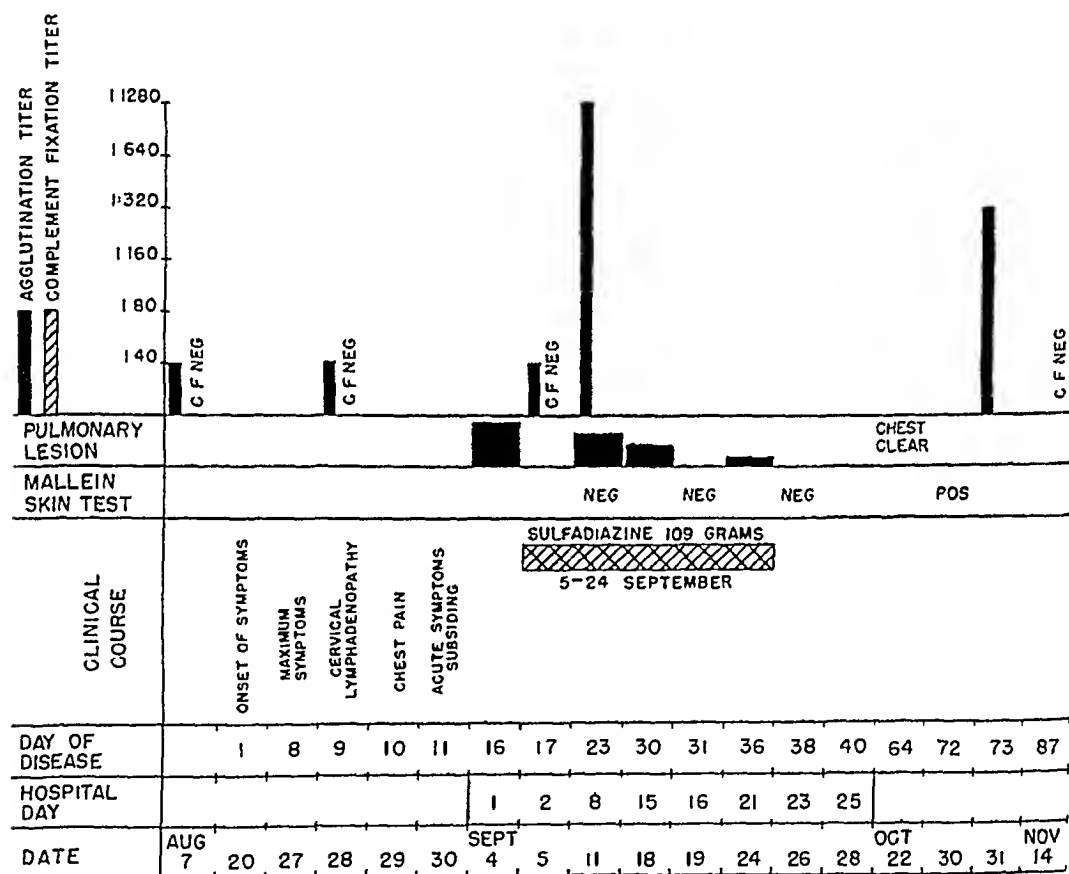 AGGLUTINATION TITER
COMPLEMENT FIXATION TITER
1 1280
1 640
1:320
1 160
1 80
1 40
C F NEG
C F NEG
C F NEG
C F NEG
PULMONARY LESION
CHEST CLEAR
MALLEIN SKIN TEST
NEG NEG NEG POS
CLINICAL COURSE
SULFADIAZINE 109 GRAMS
5-24 SEPTEMBER
ONSET OF SYMPTOMS
MAXIMUM SYMPTOMS
CERVICAL LYMPHADENOPATHY
CHEST PAIN
ACUTE SYMPTOMS SUBSIDING
DAY OF DISEASE 1 8 9 10 11 16 17 23 30 31 36 38 40 64 72 73 87
HOSPITAL DAY 1 2 8 15 16 21 23 25
AUG SEPT OCT NOV
DATE 7 20 27 28 29 30 4 5 11 18 19 24 26 28 22 30 31 14